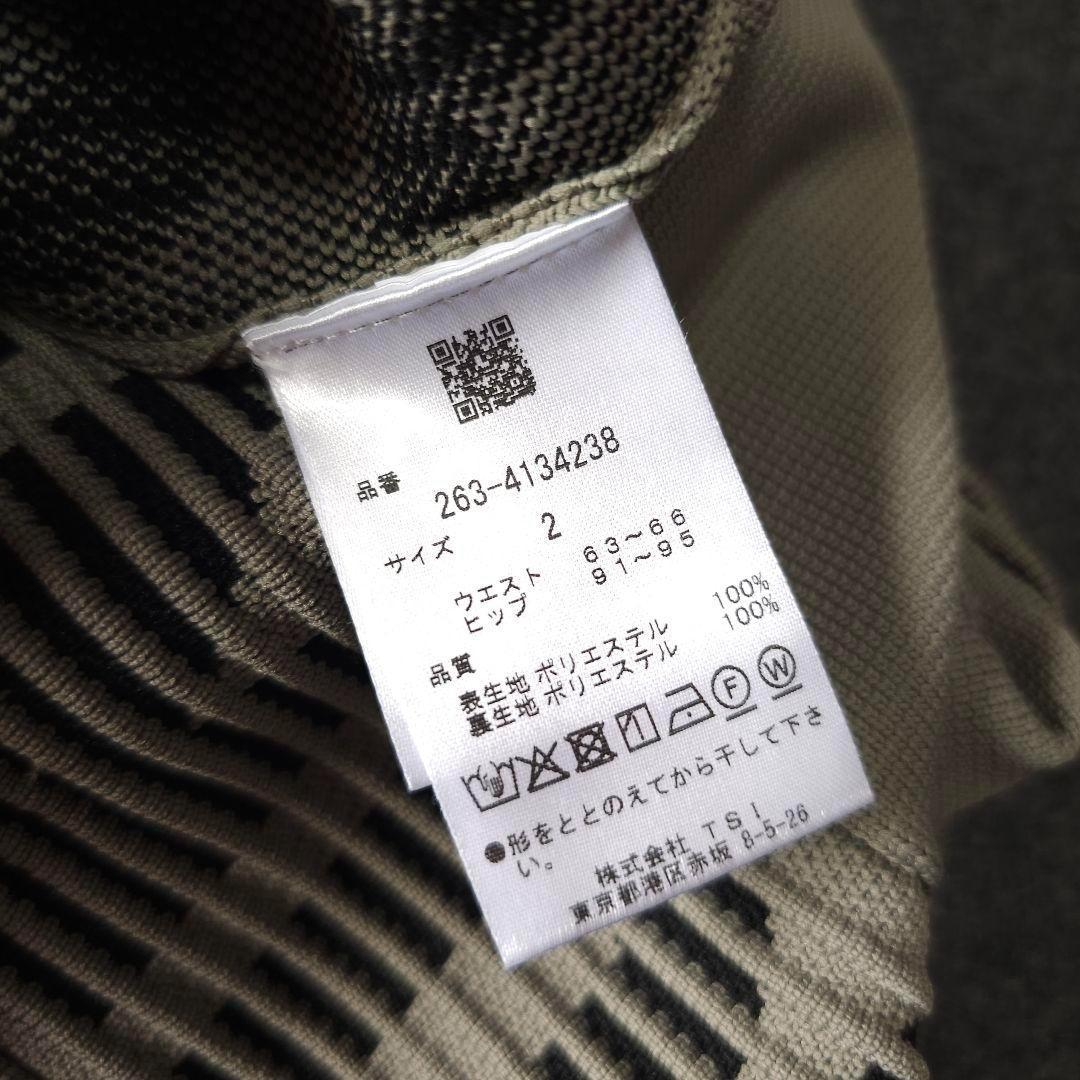 品番 263-4134238
サイズ 2
ウエスト 63~66
ヒップ 91~95
品質
表生地 ポリエステル 100%
裏生地 ポリエステル 100%
F W
●形をととのえてから干して下さ
い。
株式会社 TSI
東京都港区赤坂 8-5-26